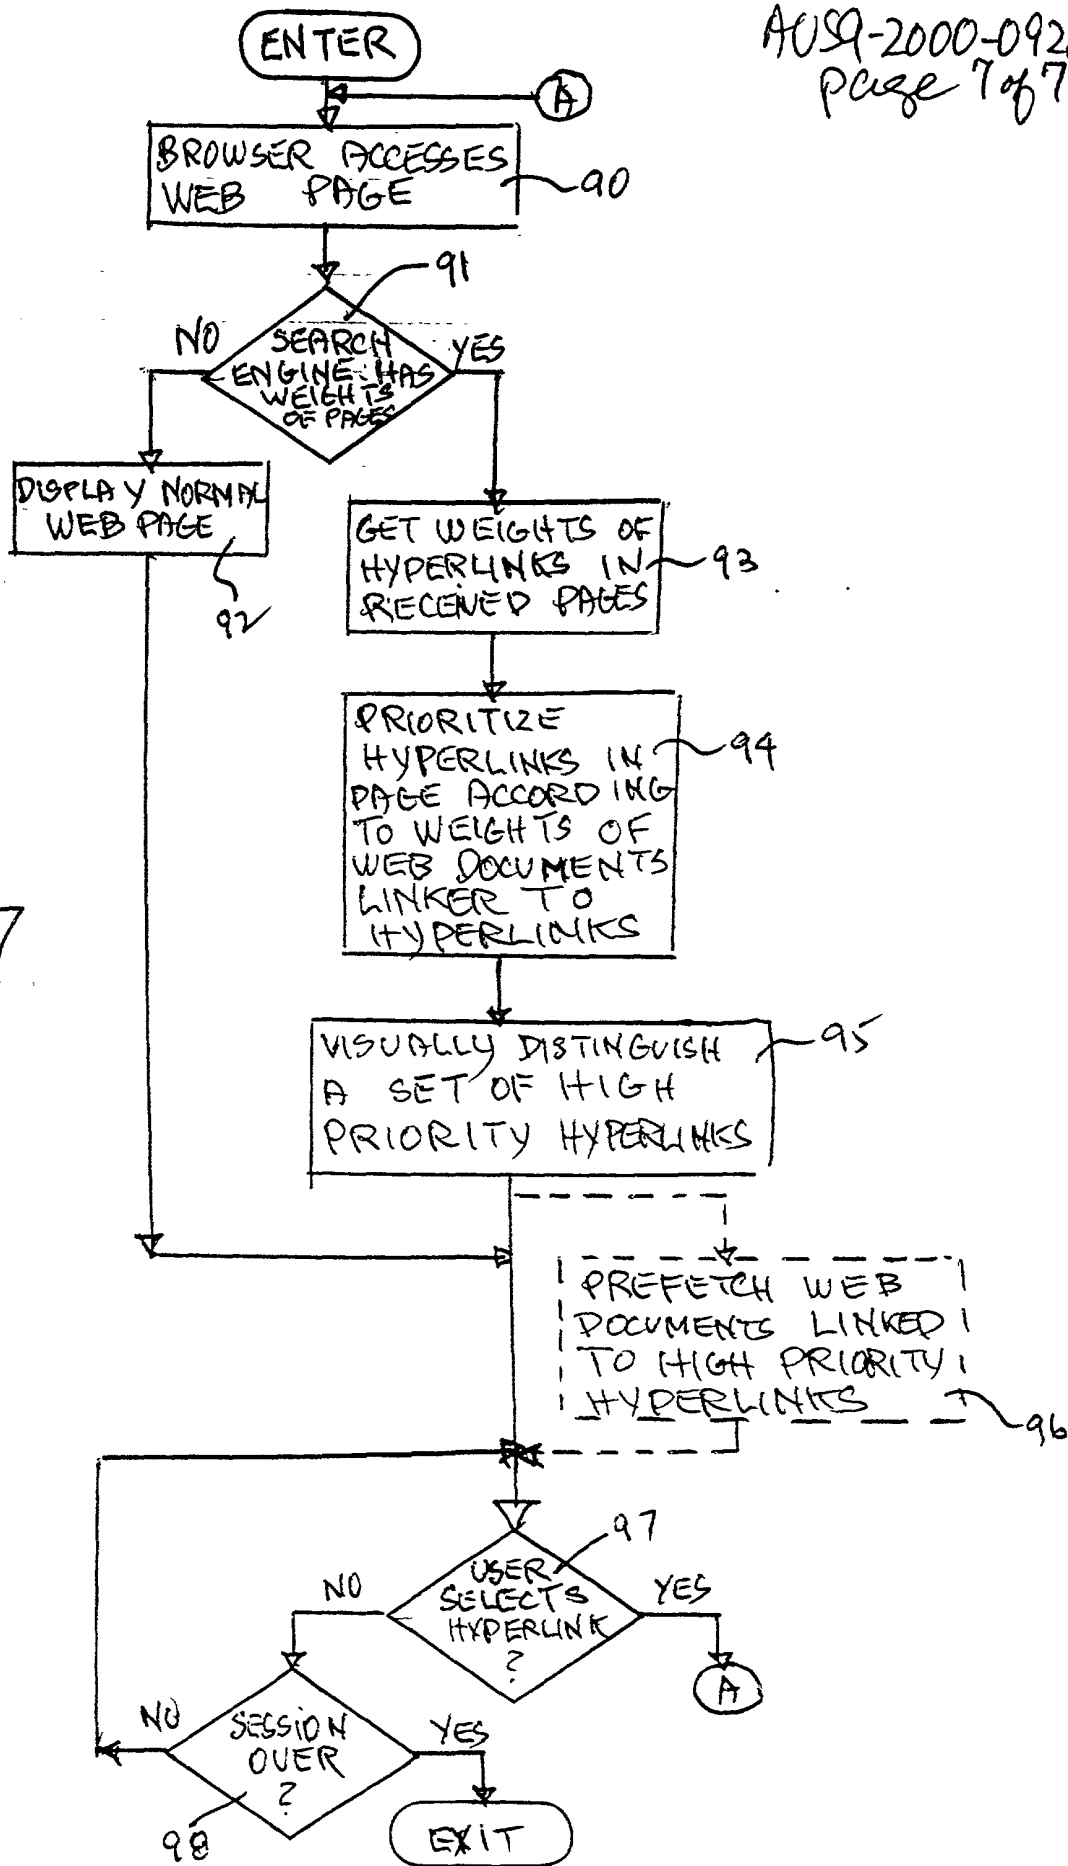 AUS9-2000-092
page 7 of 7
ENTER
A
BROWSER ACCESSES
WEB PAGE
90
91
NO
YES
SEARCH
ENGINE HAS
WEIGHTS
OF PAGES
DISPLAY NORMAL
WEB PAGE
92
GET WEIGHTS OF
HYPERLINKS IN
RECEIVED PAGES
93
PRIORITIZE
HYPERLINKS IN
PAGE ACCORDING
TO WEIGHTS OF
WEB DOCUMENTS
LINKER TO
HYPERLINKS
94
7
VISUALLY DISTINGUISH
A SET OF HIGH
PRIORITY HYPERLINKS
95
PREFETCH WEB
DOCUMENTS LINKED
TO HIGH PRIORITY
HYPERLINKS
96
97
NO
YES
USER
SELECTS
HYPERLINK
?
A
NO
YES
SESSION
OVER
?
98
EXIT